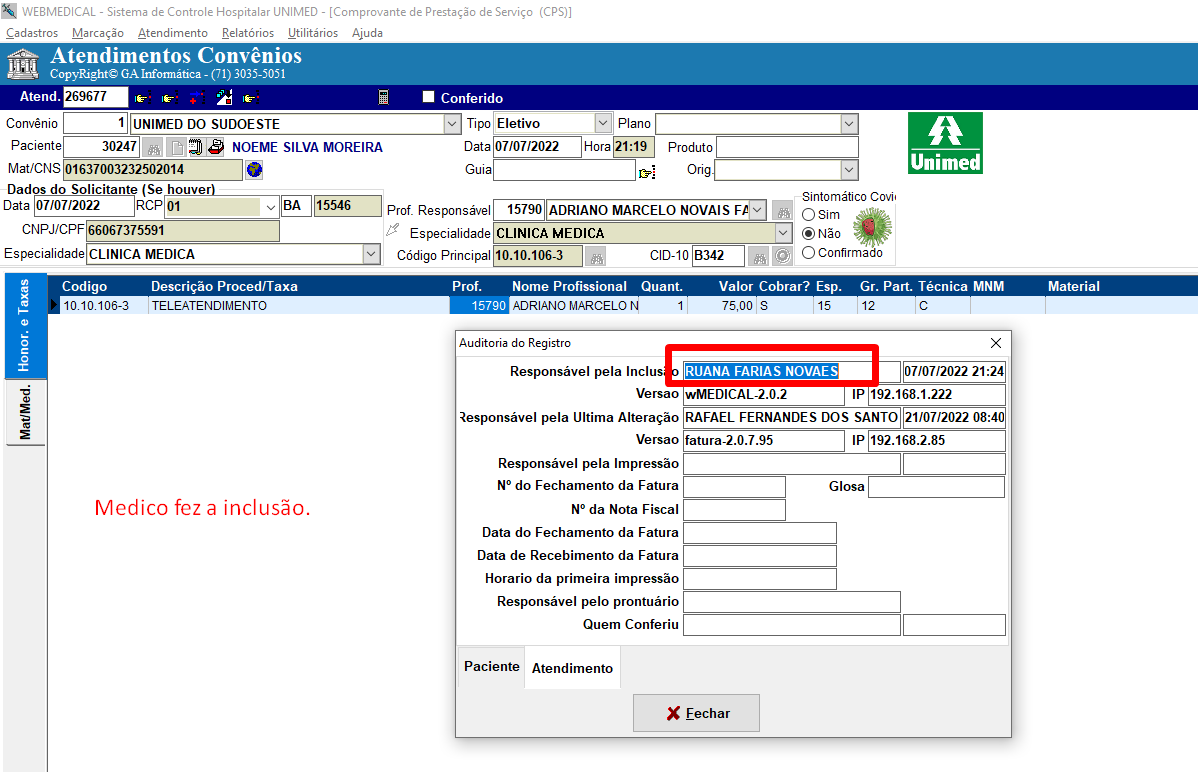 WEBMEDICAL - Sistema de Controle Hospitalar UNIMED - [Comprovante de Prestação de Serviço (CPS)]
Cadastros Marcação Atendimento Relatórios Utilitários Ajuda
Atendimentos Convênios
CopyRight© GA Informática - (71) 3035-5051
Atend. 269677 Conferido
Convênio 1 UNIMED DO SUDOESTE Tipo Eletivo Plano
Paciente 30247 NOEME SILVA MOREIRA Data 07/07/2022 Hora 21:19 Produto
Mat/CNS 01637003232502014 Guia Orig.
Unimed
Dados do Solicitante (Se houver)
Data 07/07/2022 RCP 01 BA 15546
CNPJ/CPF 66067375591
Especialidade CLINICA MEDICA
Prof. Responsável 15790 ADRIANO MARCELO NOVAIS FA
Especialidade CLINICA MEDICA
Código Principal 10.10.106-3 CID-10 B342
Sintomático Covi
Sim
Não
Confirmado
Honor. e Taxas
Mat/Med.
Codigo Descrição Proced/Taxa Prof. Nome Profissional Quant. Valor Cobrar? Esp. Gr. Part. Técnica MNM Material
10.10.106-3 TELEATENDIMENTO 15790 ADRIANO MARCELO N 1 75,00 S 15 12 C
Medico fez a inclusão.
Auditoria do Registro
Responsável pela Inclusão RUANA FARIAS NOVAES 07/07/2022 21:24
Versao wMEDICAL-2.0.2 IP 192.168.1.222
Responsável pela Ultima Alteração RAFAEL FERNANDES DOS SANTO 21/07/2022 08:40
Versao fatura-2.0.7.95 IP 192.168.2.85
Responsável pela Impressão
Nº do Fechamento da Fatura Glosa
Nº da Nota Fiscal
Data do Fechamento da Fatura
Data de Recebimento da Fatura
Horario da primeira impressão
Responsável pelo prontuário
Quem Conferiu
Paciente Atendimento
Fechar